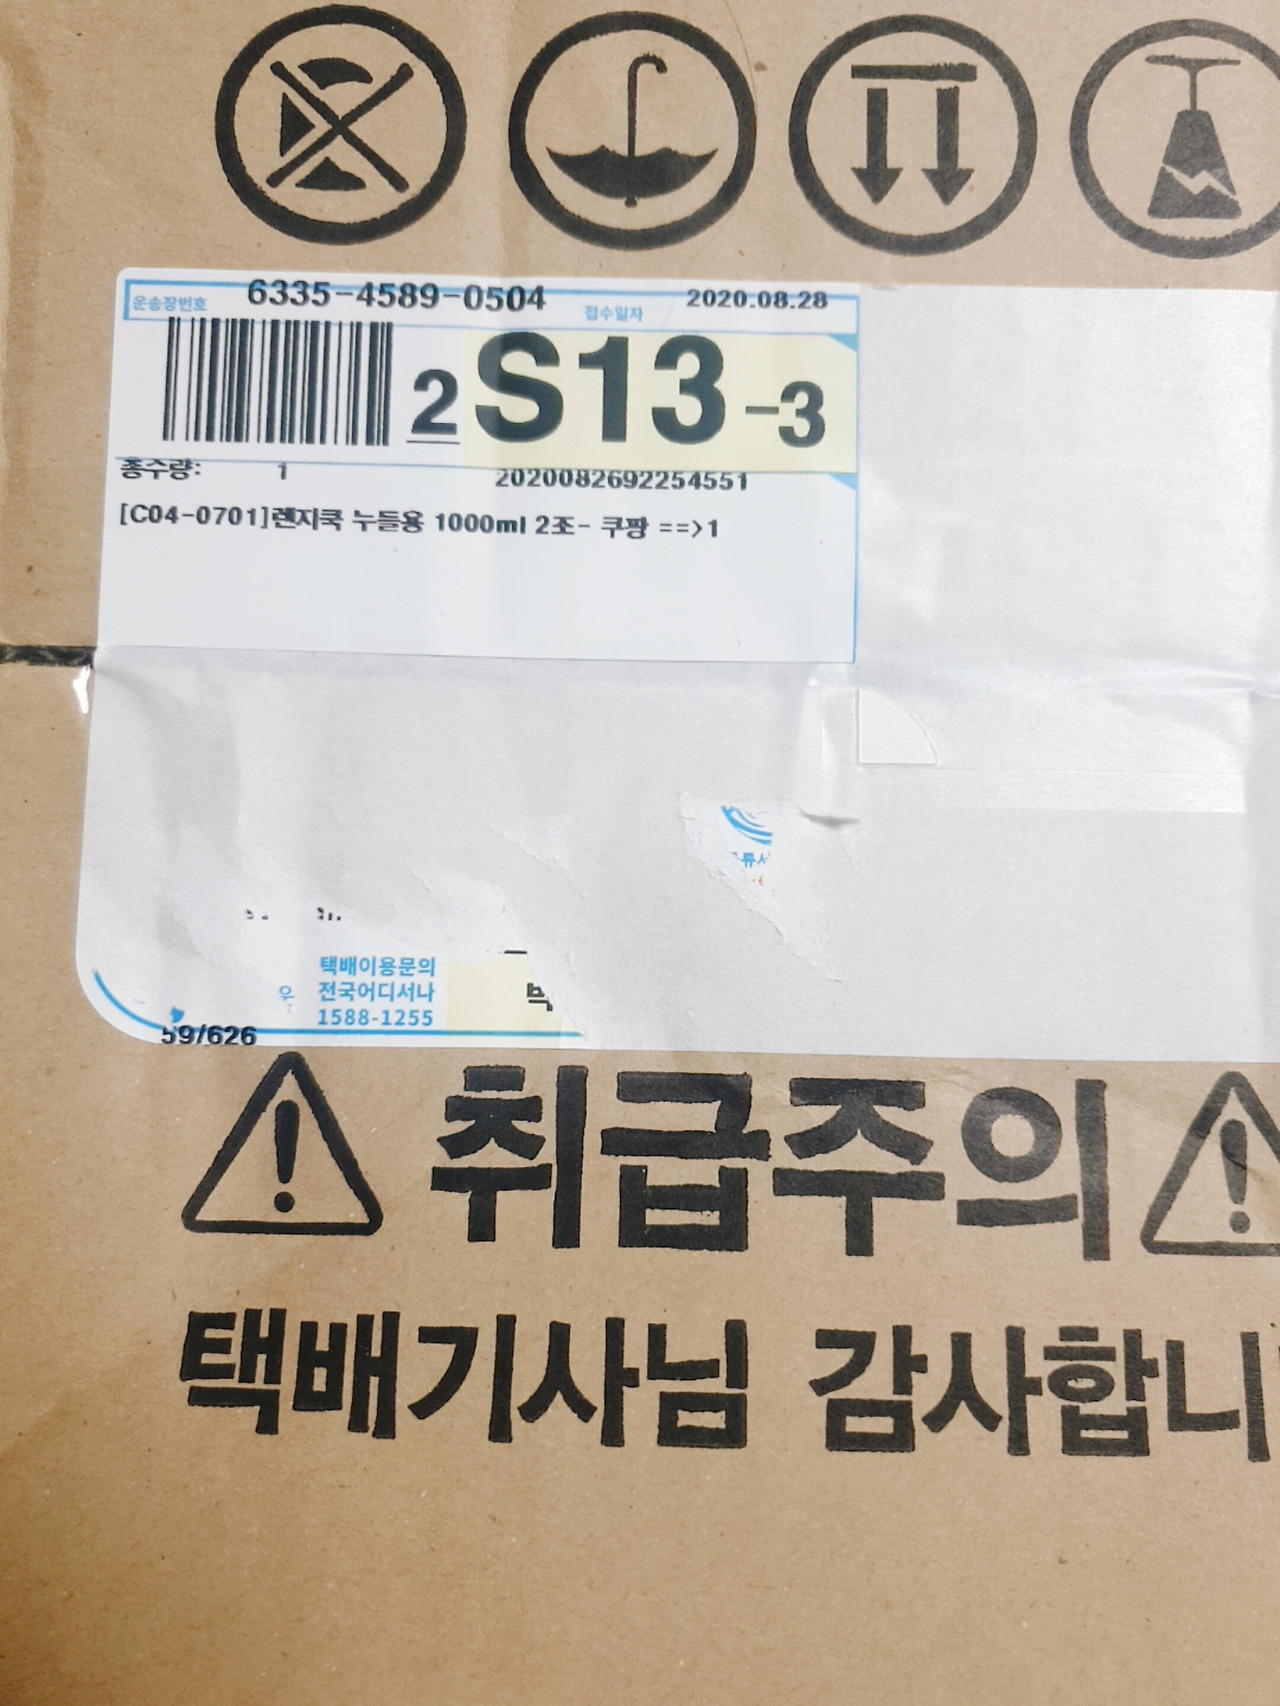 운송장번호 6335-4589-0504 접수일자 2020.08.28
2 S13 -3
총수량: 1 2020082692254551
[C04-0701]렌지쿡 누들용 1000ml 2조- 쿠팡 ==>1
택배이용문의
전국어디서나
1588-1255
59/626
취급주의
택배기사님 감사합니